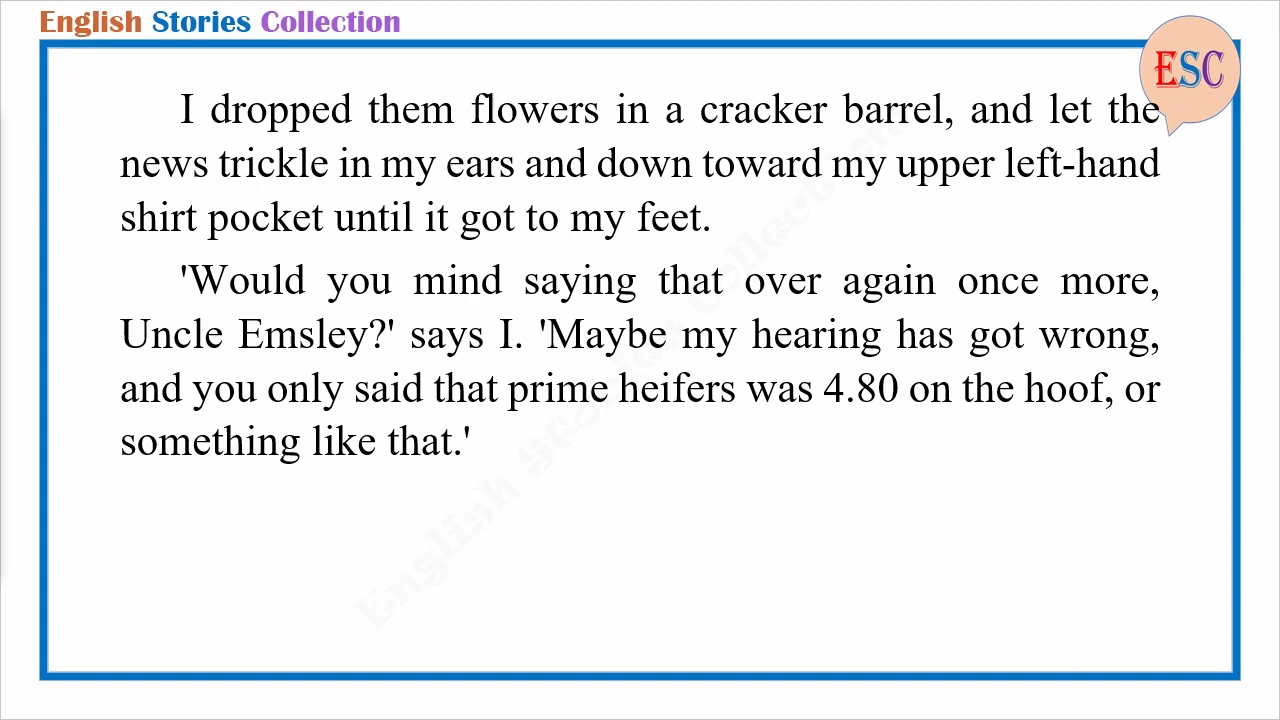 English Stories Collection
ESC
I dropped them flowers in a cracker barrel, and let the
news trickle in my ears and down toward my upper left-hand
shirt pocket until it got to my feet.
'Would you mind saying that over again once more,
Uncle Emsley?' says I. 'Maybe my hearing has got wrong,
and you only said that prime heifers was 4.80 on the hoof, or
something like that.'
English Stories Collection